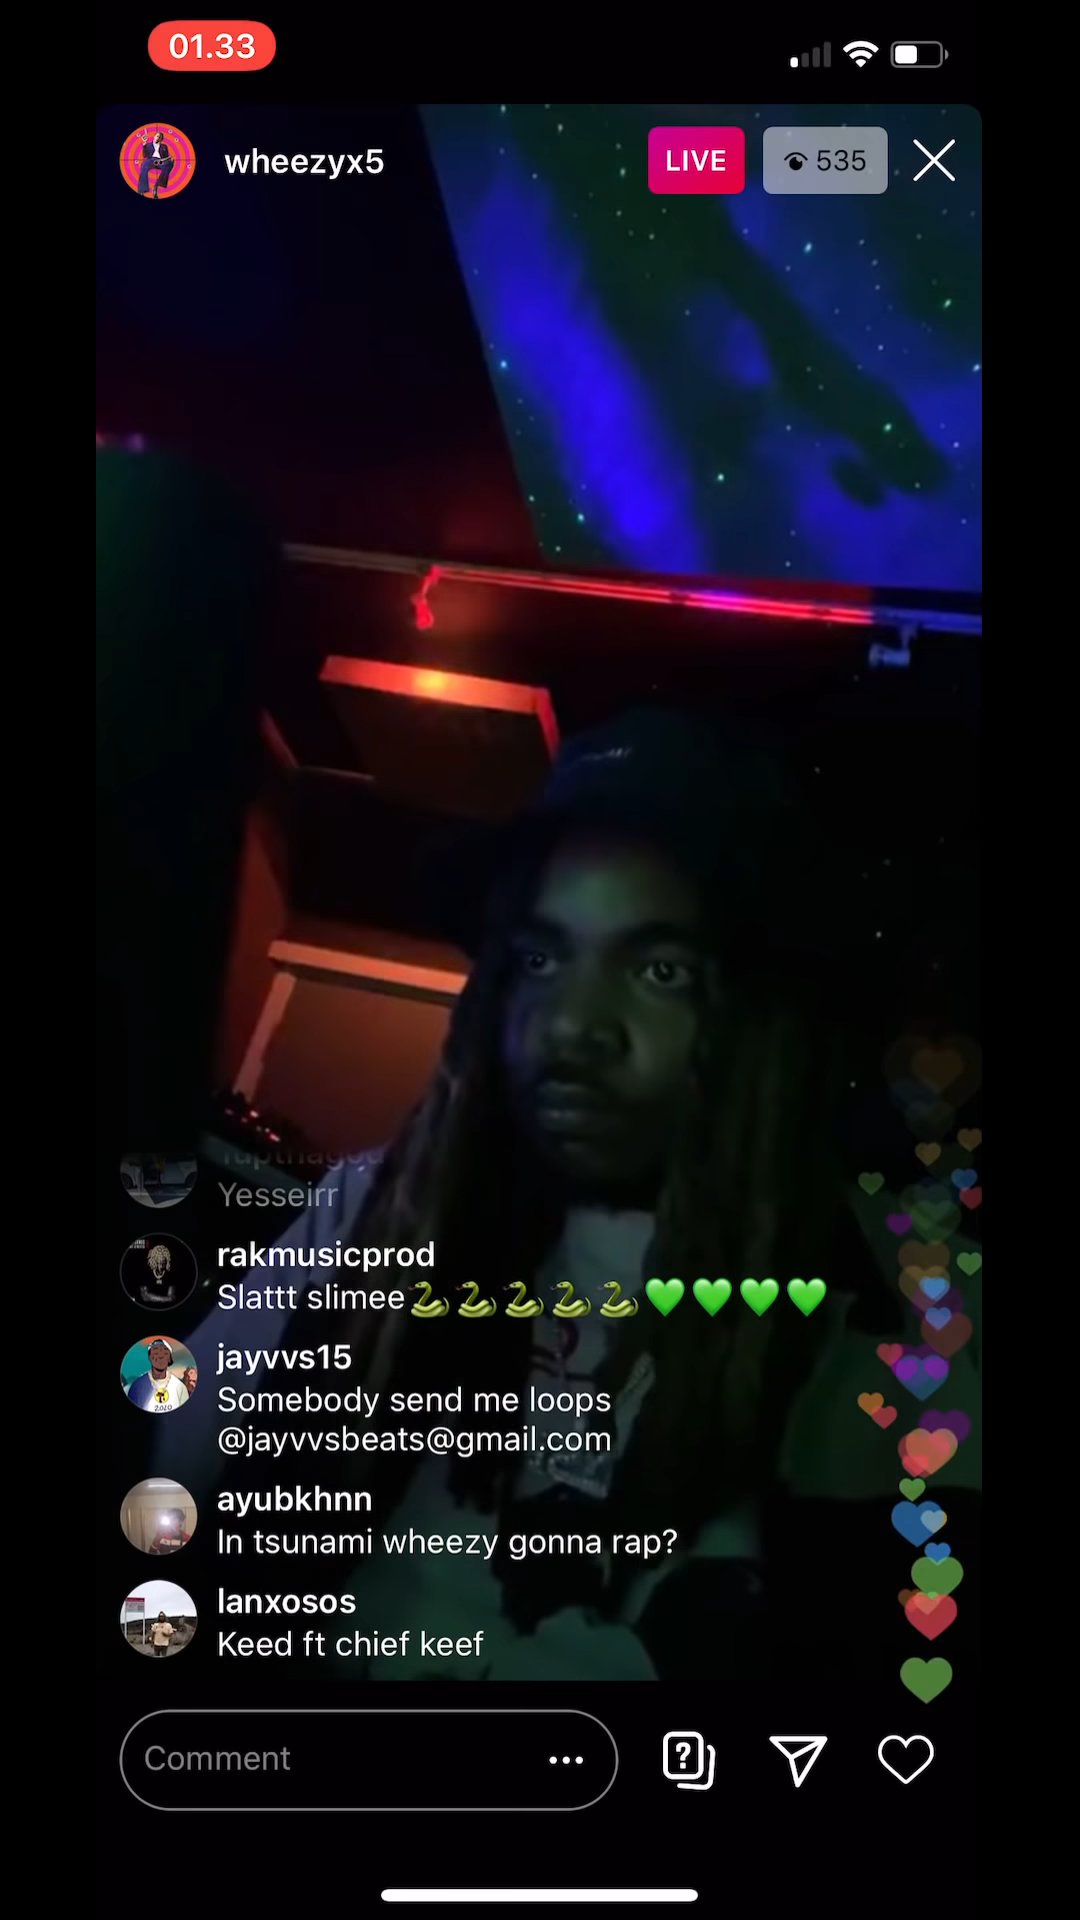 01.33
wheezyx5
LIVE
535
Yesseirr
rakmusicprod
Slattt slimee🐍🐍🐍🐍🐍💚💚💚💚
jayvvs15
Somebody send me loops
@jayvvsbeats@gmail.com
ayubkhnn
In tsunami wheezy gonna rap?
lanxosos
Keed ft chief keef
Comment